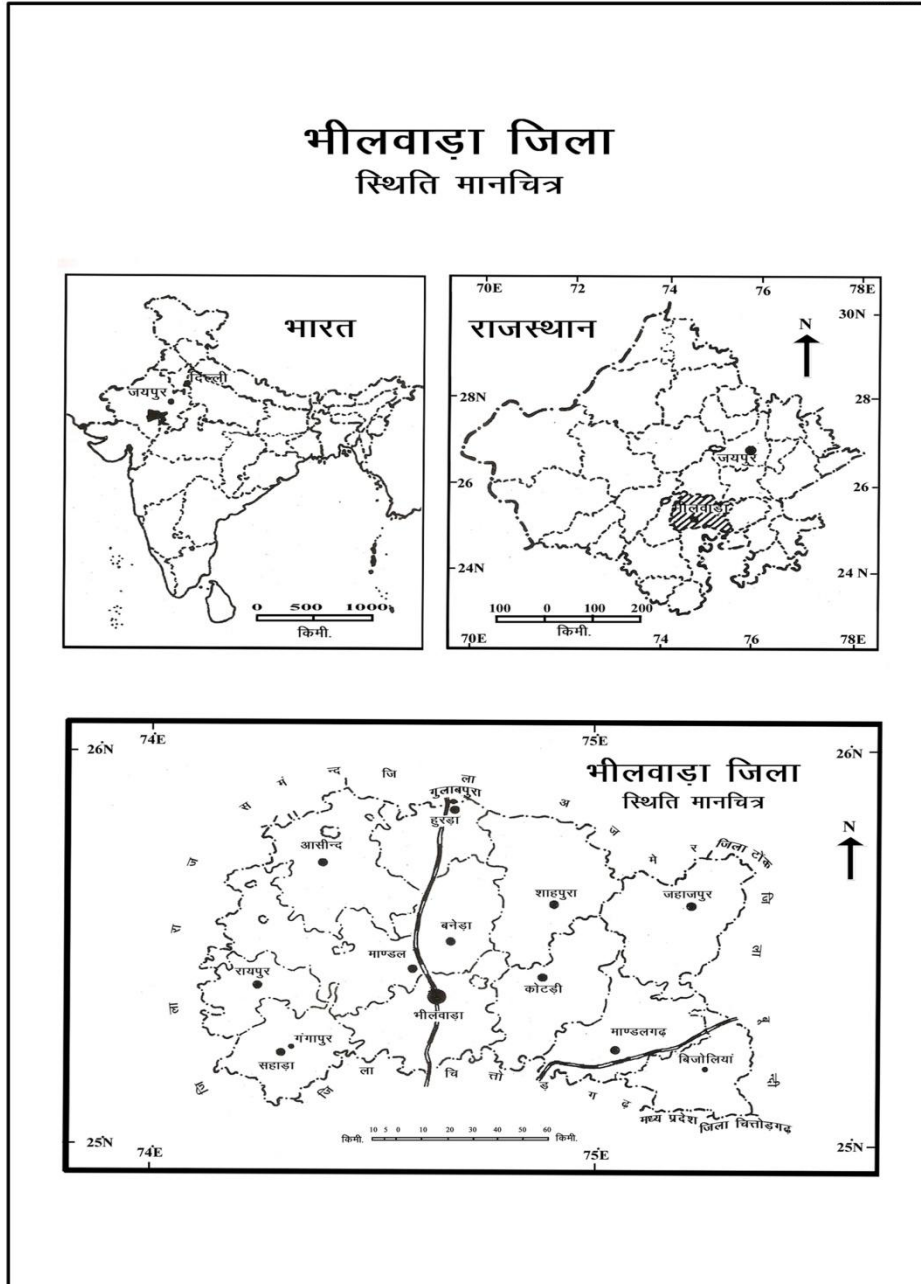 भीलवाड़ा जिला
स्थिति मानचित्र
भारत
दिल्ली
जयपुर
0 500 1000
किमी.
70E 74 76 78E
राजस्थान
N
30N
28N
28
जयपुर
26
26
भीलवाड़ा
24N
24 N
100 0 100 200
किमी.
70E 74 76 78E
74E 75E
26N 26N
भीलवाड़ा जिला
स्थिति मानचित्र
N
रा ज स मं न्द जि ला
गुलाबपुरा
हुरड़ा
आसीन्द
अ ज मे र
जिला टोंक
शाहपुरा
जहाजपुर
जि ला बू न्दी
बनेड़ा
माण्डल
रायपुर
कोटड़ी
भीलवाड़ा
माण्डलगढ़
गंगापुर
सहाड़ा
बिजोलियां
जि ला चि त्तो ड़ ग ढ़
मध्य प्रदेश जिला चित्तोड़गढ़
किमी. 10 5 0 10 20 30 40 50 60 किमी.
25N 25N
74E 75E